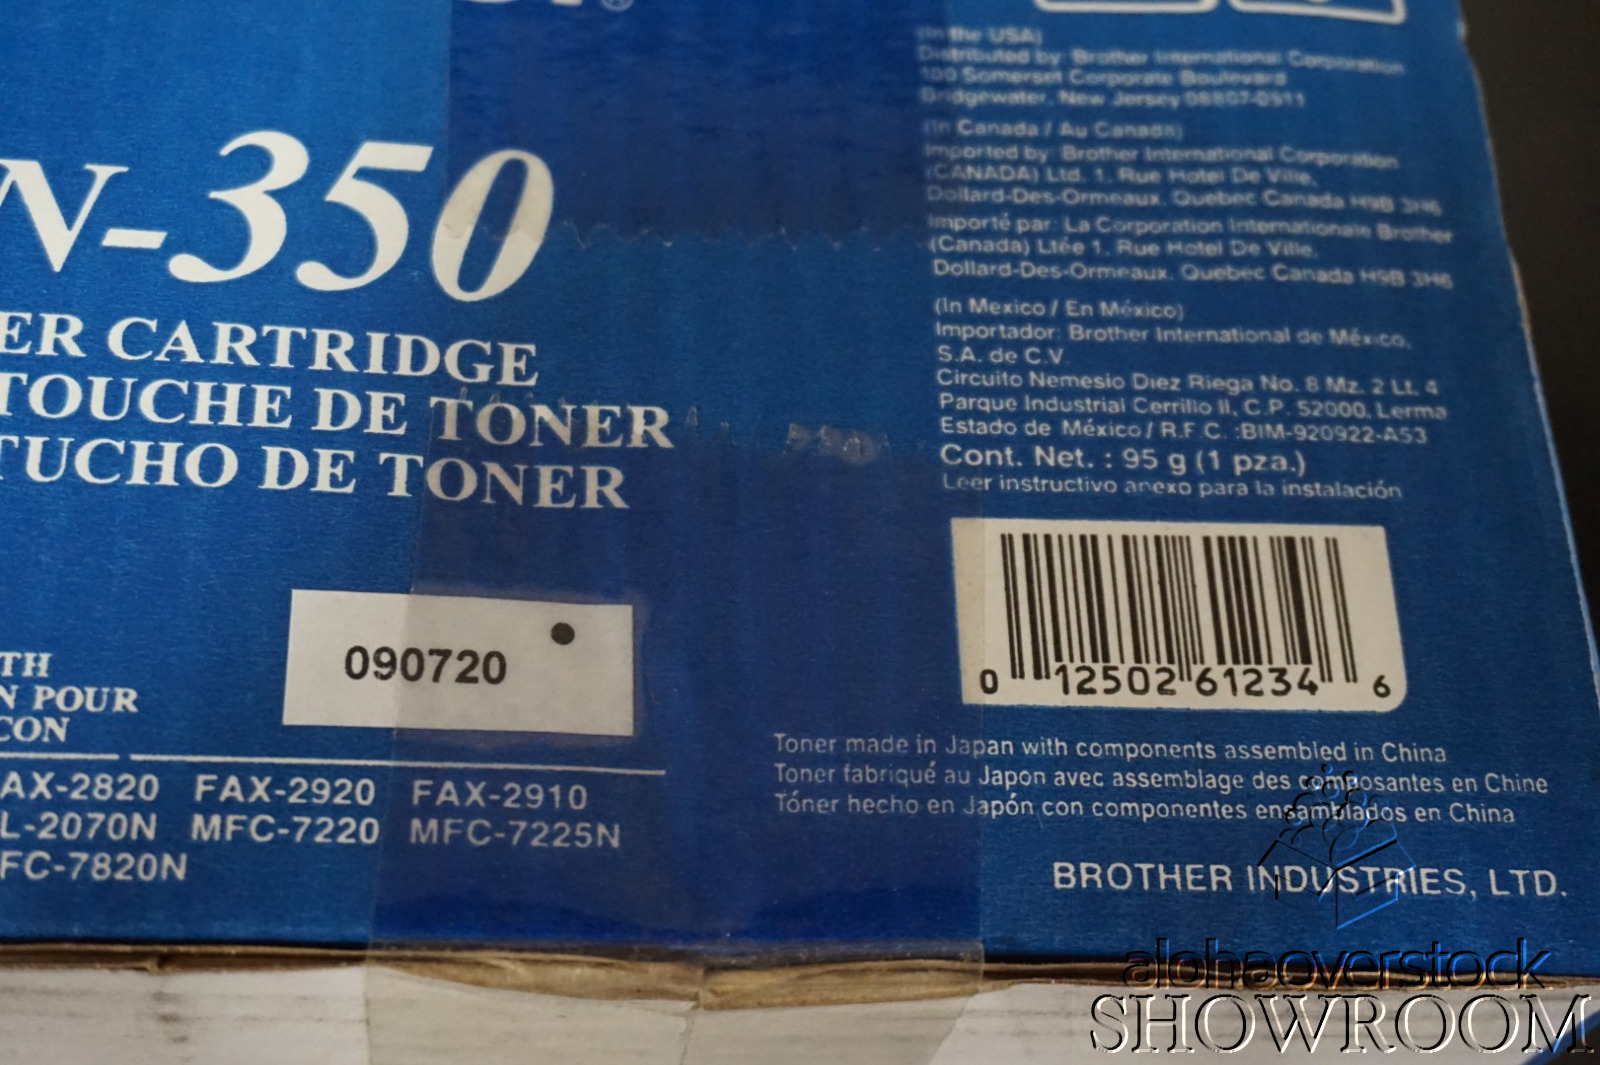 ®
N-350
ER CARTRIDGE
TOUCHE DE TONER
TUCHO DE TONER
090720
TH
N POUR
CON
AX-2820 FAX-2920 FAX-2910
L-2070N MFC-7220 MFC-7225N
FC-7820N
(In the USA)
Distributed by: Brother International Corporation
100 Somerset Corporate Boulevard
Bridgewater, New Jersey 08807-0911
(In Canada / Au Canada)
Imported by: Brother International Corporation
(CANADA) Ltd. 1, Rue Hotel De Ville,
Dollard-Des-Ormeaux, Quebec Canada H9B 3H6
Importé par: La Corporation Internationale Brother
(Canada) Ltée 1, Rue Hotel De Ville,
Dollard-Des-Ormeaux, Quebec Canada H9B 3H6
(In Mexico / En México)
Importador: Brother International de México,
S.A. de C.V.
Circuito Nemesio Diez Riega No. 8 Mz. 2 Lt. 4
Parque Industrial Cerrillo II, C.P. 52000, Lerma
Estado de México / R.F.C. :BIM-920922-A53
Cont. Net. : 95 g (1 pza.)
Leer instructivo anexo para la instalación
0 12502 61234 6
Toner made in Japan with components assembled in China
Toner fabriqué au Japon avec assemblage des composantes en Chine
Tóner hecho en Japón con componentes ensamblados en China
BROTHER INDUSTRIES, LTD.
alohaoverstock
SHOWROOM